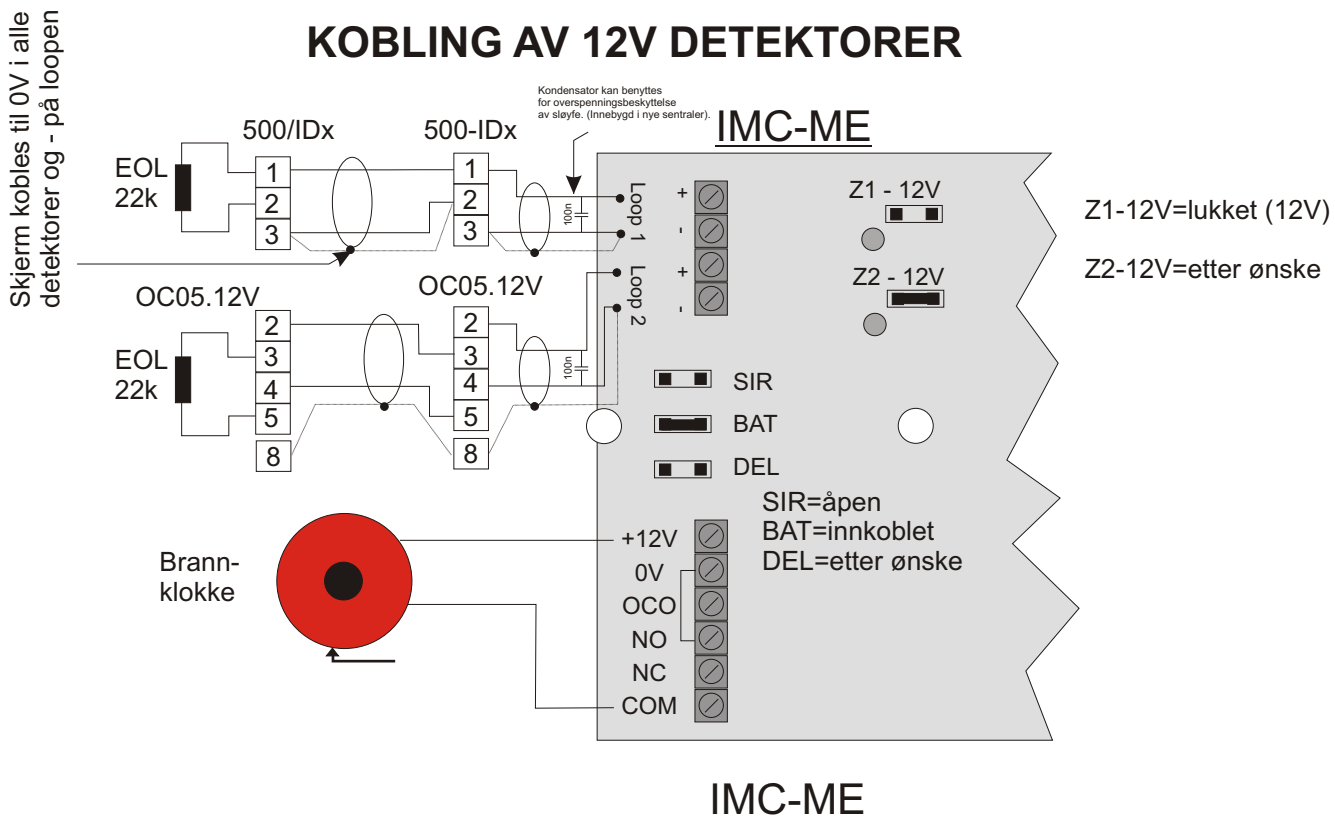 KOBLING AV 12V DETEKTORER
Skjerm kobles til 0V i alle
detektorer og - på loopen
Kondensator kan benyttes
for overspenningsbeskyttelse
av sløyfe. (Innebygd i nye sentraler).
IMC-ME
500/IDx
500-IDx
EOL
22k
1
2
3
1
2
3
100n
Loop 1
+
-
Loop 2
+
-
Z1 - 12V
Z2 - 12V
Z1-12V=lukket (12V)
Z2-12V=etter ønske
OC05.12V
OC05.12V
EOL
22k
2
3
4
5
8
2
3
4
5
8
100n
SIR
BAT
DEL
SIR=åpen
BAT=innkoblet
DEL=etter ønske
Brann-
klokke
+12V
0V
OCO
NO
NC
COM
IMC-ME